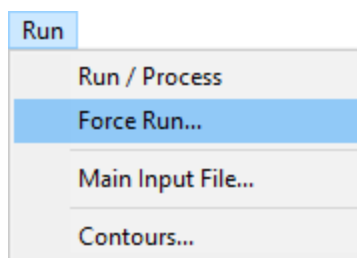 Run
Run / Process
Force Run...
Main Input File...
Contours...